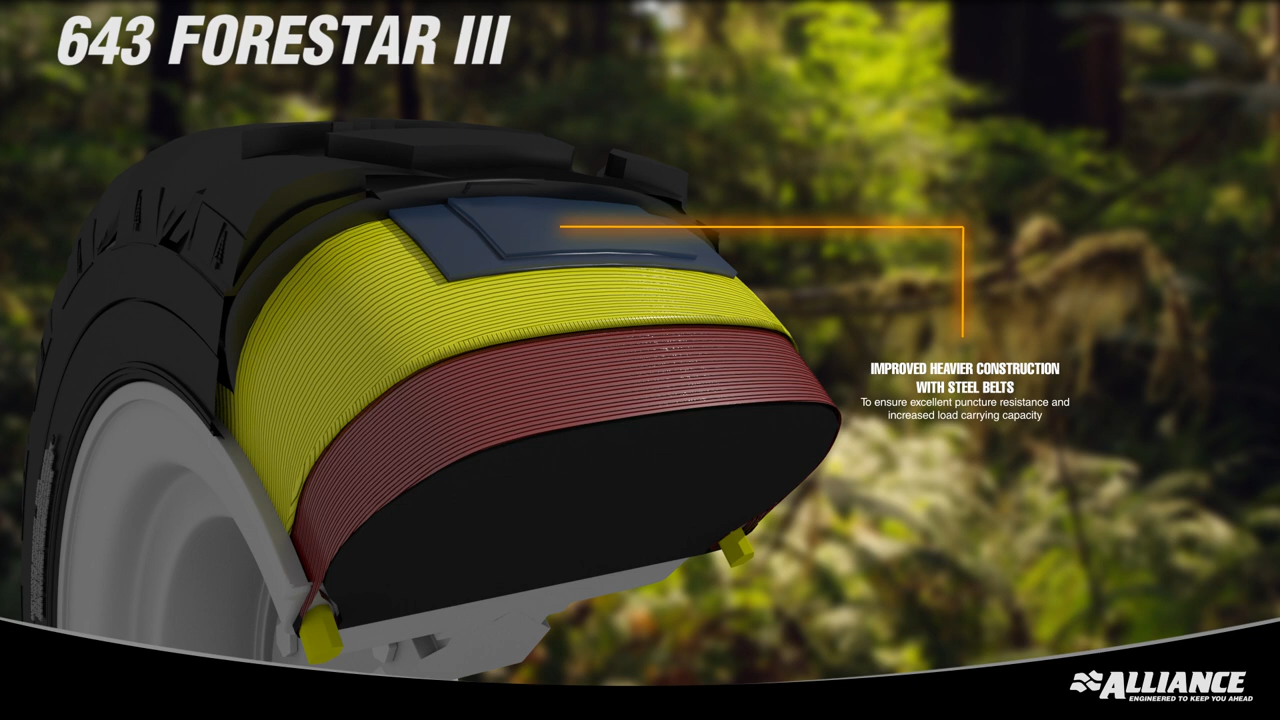 643 FORESTAR III
IMPROVED HEAVIER CONSTRUCTION
WITH STEEL BELTS
To ensure excellent puncture resistance and
increased load carrying capacity
ALLIANCE
ENGINEERED TO KEEP YOU AHEAD